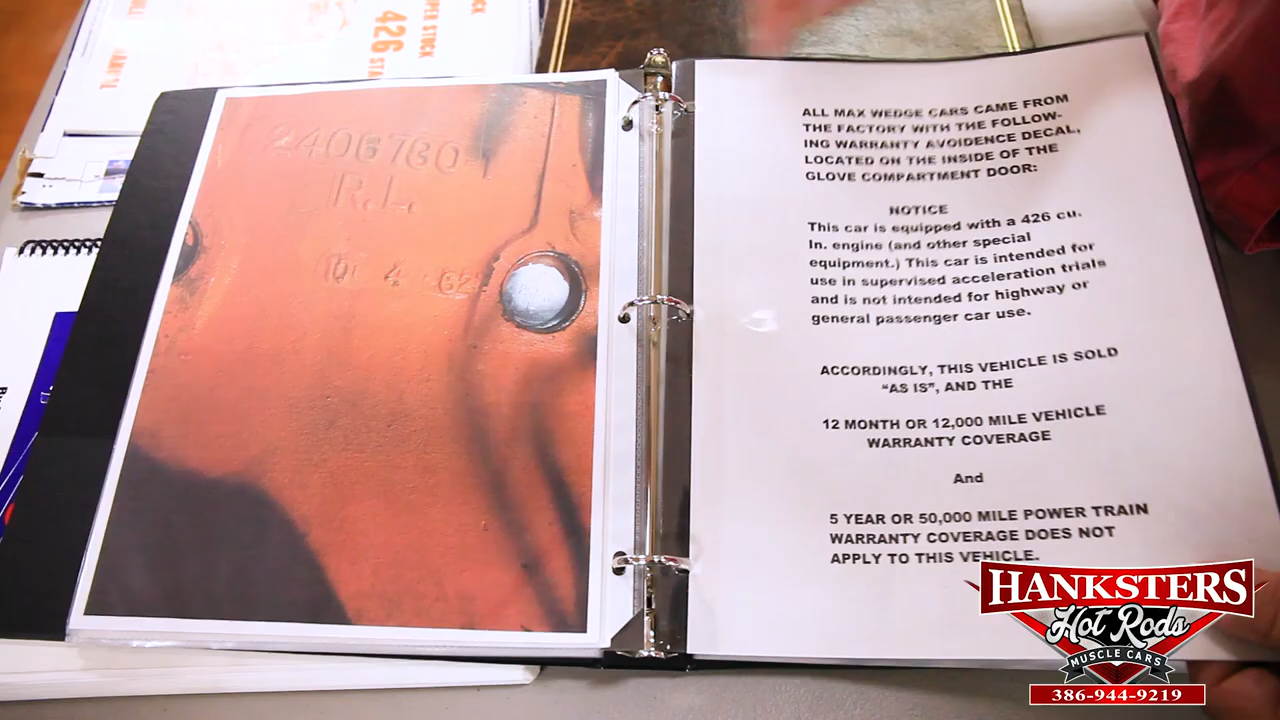 426
2406730-1
R.L.
10 4 62
ALL MAX WEDGE CARS CAME FROM
THE FACTORY WITH THE FOLLOW-
ING WARRANTY AVOIDENCE DECAL,
LOCATED ON THE INSIDE OF THE
GLOVE COMPARTMENT DOOR:
NOTICE
This car is equipped with a 426 cu.
In. engine (and other special
equipment.) This car is intended for
use in supervised acceleration trials
and is not intended for highway or
general passenger car use.
ACCORDINGLY, THIS VEHICLE IS SOLD
“AS IS”, AND THE
12 MONTH OR 12,000 MILE VEHICLE
WARRANTY COVERAGE
And
5 YEAR OR 50,000 MILE POWER TRAIN
WARRANTY COVERAGE DOES NOT
APPLY TO THIS VEHICLE.
HANKSTERS
Hot Rods
MUSCLE CARS
386-944-9219